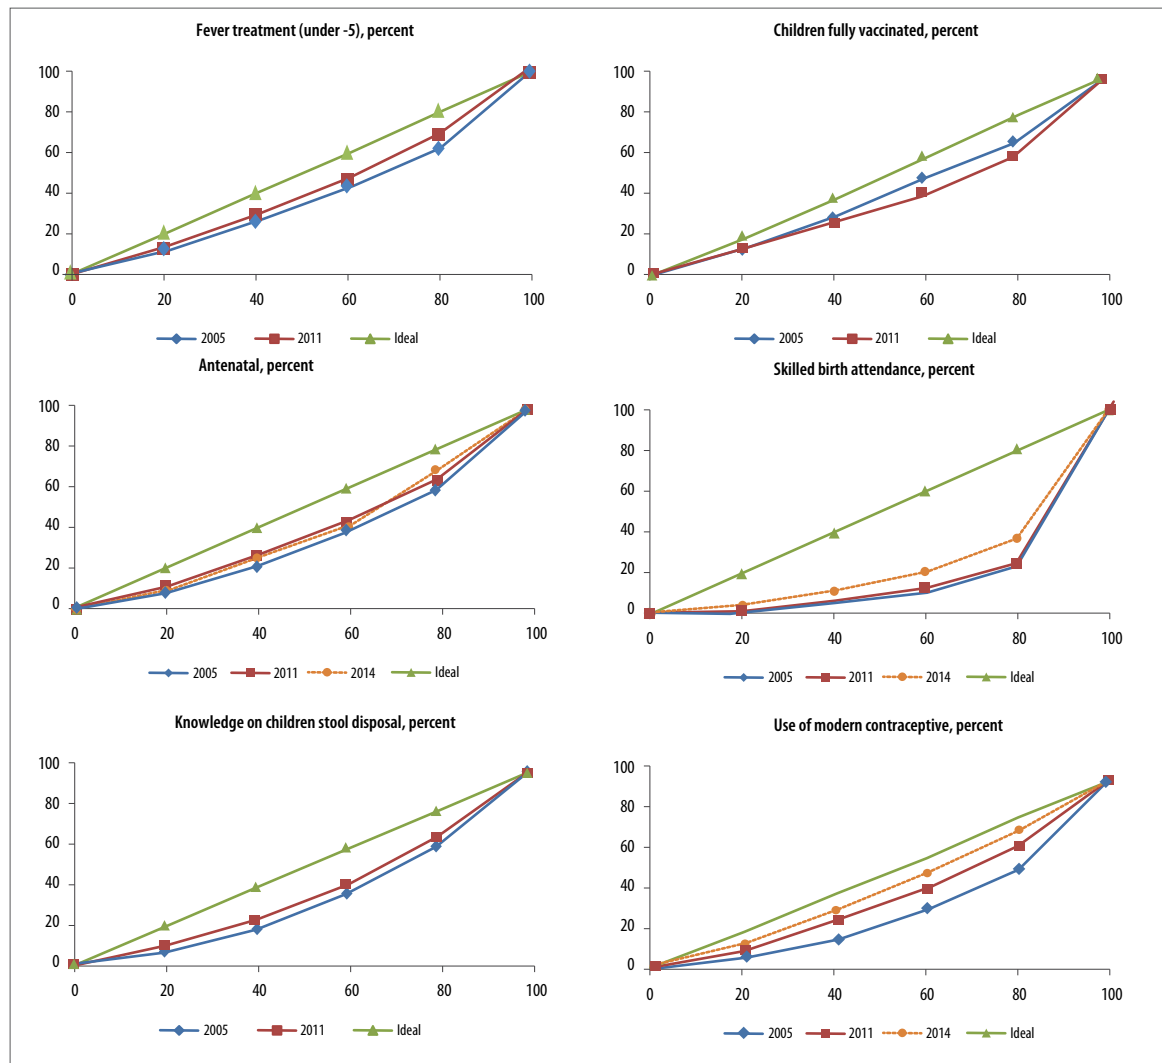 Fever treatment (under -5), percent
100
80
60
40
20
0
0 20 40 60 80 100
2005 2011 Ideal
Children fully vaccinated, percent
100
80
60
40
20
0
0 20 40 60 80 100
2005 2011 Ideal
Antenatal, percent
100
80
60
40
20
0
0 20 40 60 80 100
2005 2011 2014 Ideal
Skilled birth attendance, percent
100
80
60
40
20
0
0 20 40 60 80 100
2005 2011 2014 Ideal
Knowledge on children stool disposal, percent
100
80
60
40
20
0
0 20 40 60 80 100
2005 2011 Ideal
Use of modern contraceptive, percent
100
80
60
40
20
0
0 20 40 60 80 100
2005 2011 2014 Ideal